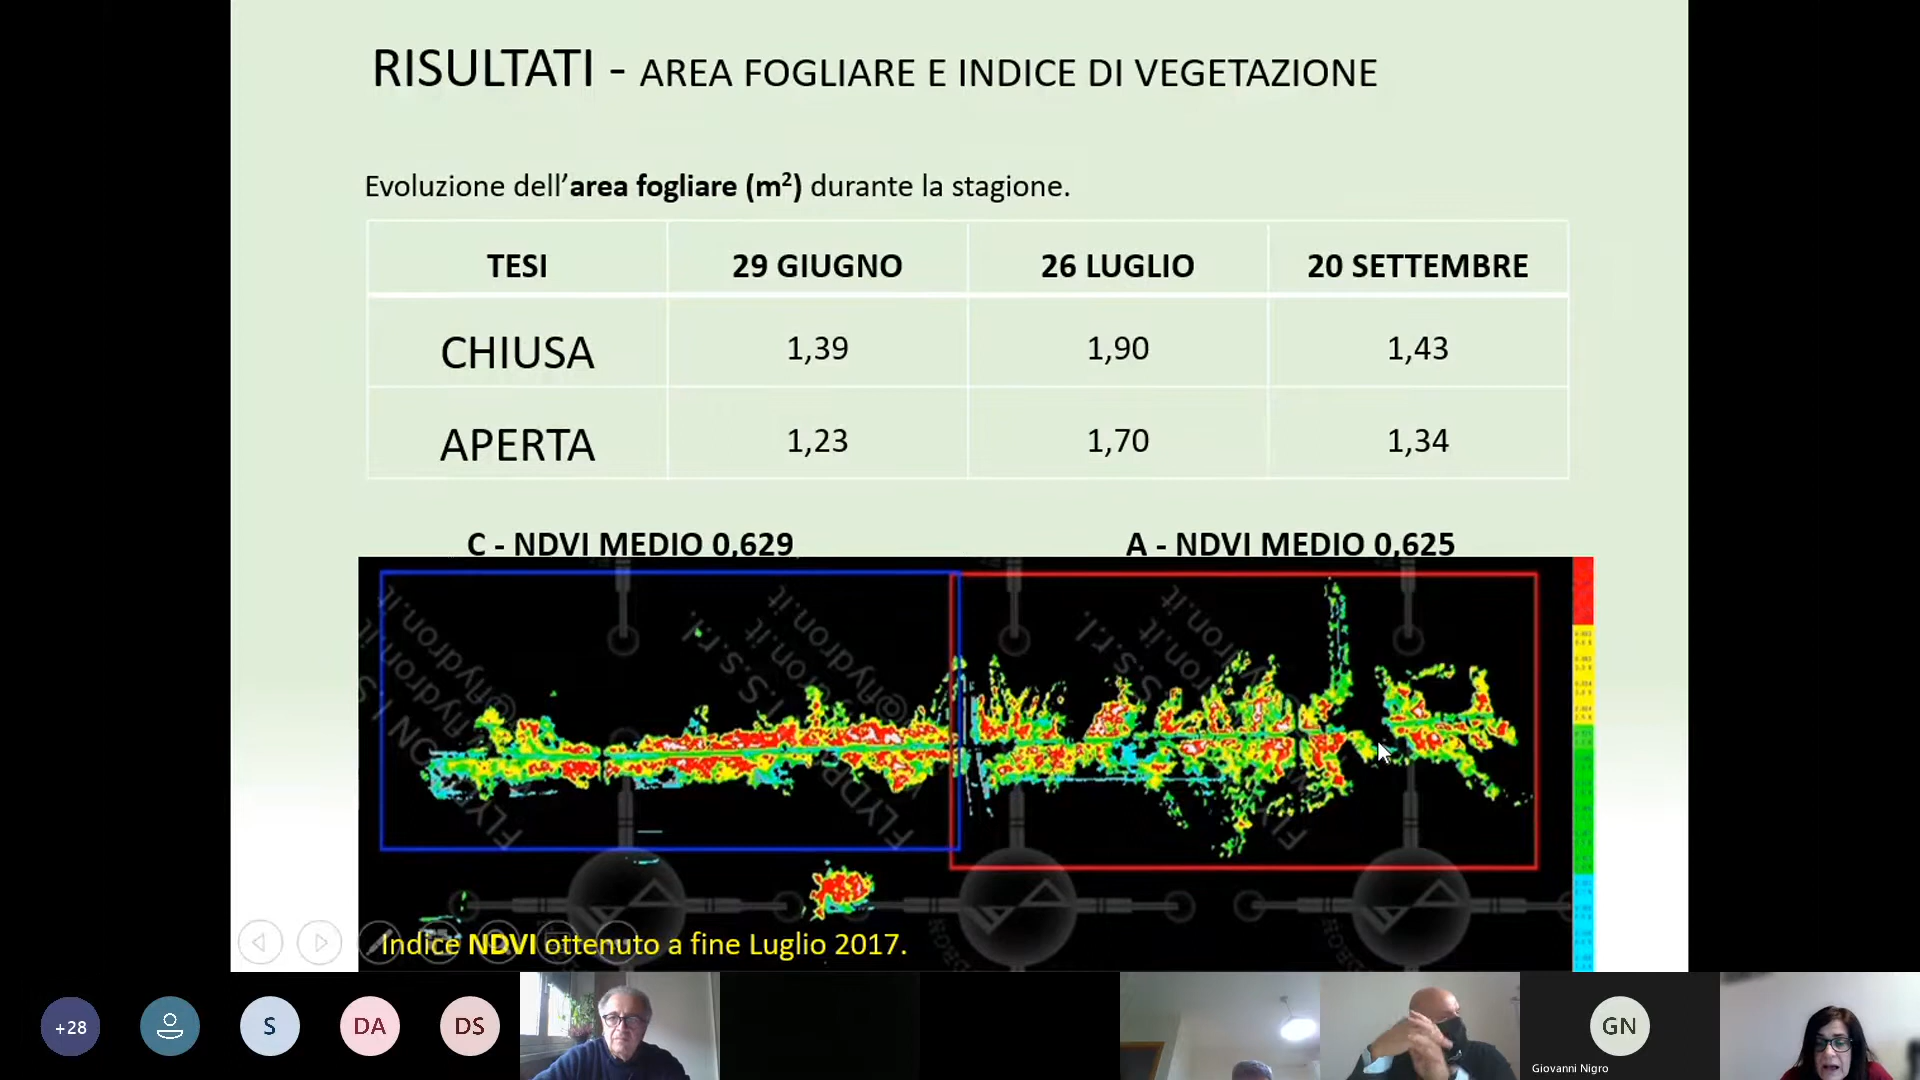 RISULTATI - AREA FOGLIARE E INDICE DI VEGETAZIONE
Evoluzione dell'area fogliare (m²) durante la stagione.
TESI 29 GIUGNO 26 LUGLIO 20 SETTEMBRE
CHIUSA 1,39 1,90 1,43
APERTA 1,23 1,70 1,34
C - NDVI MEDIO 0,629 A - NDVI MEDIO 0,625
Indice NDVI ottenuto a fine Luglio 2017.
+28 S DA DS GN
Giovanni Nigro